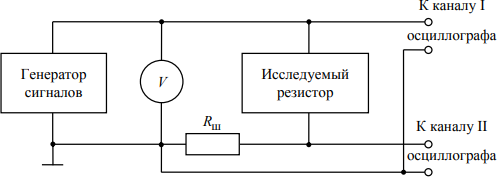 К каналу I
осциллографа
Генератор
сигналов
V
Исследуемый
резистор
Rш
К каналу II
осциллографа